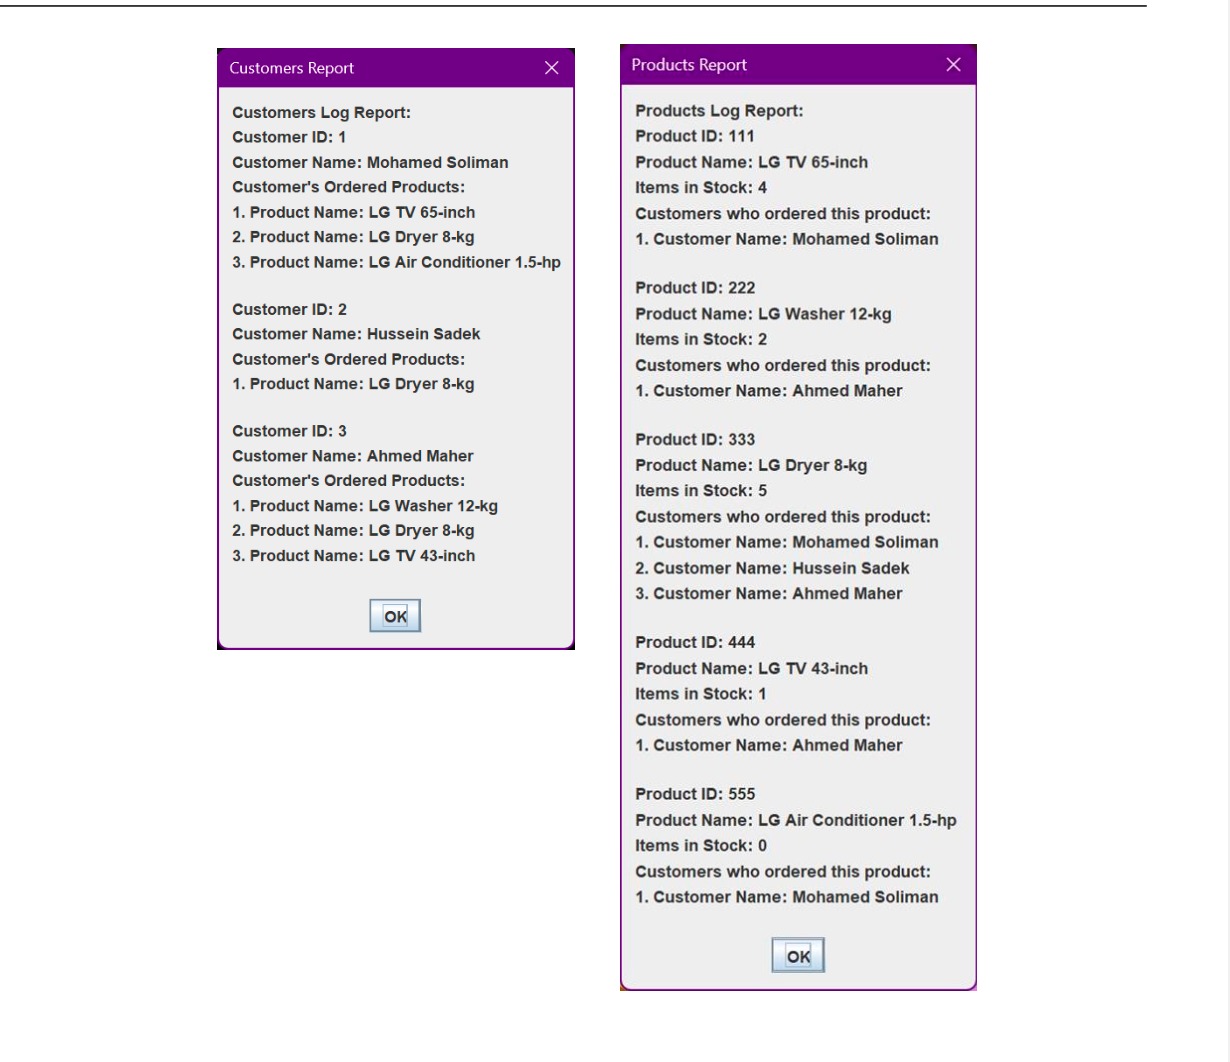 Customers Report
Customers Log Report:
Customer ID: 1
Customer Name: Mohamed Soliman
Customer's Ordered Products:
1. Product Name: LG TV 65-inch
2. Product Name: LG Dryer 8-kg
3. Product Name: LG Air Conditioner 1.5-hp
Customer ID: 2
Customer Name: Hussein Sadek
Customer's Ordered Products:
1. Product Name: LG Dryer 8-kg
Customer ID: 3
Customer Name: Ahmed Maher
Customer's Ordered Products:
1. Product Name: LG Washer 12-kg
2. Product Name: LG Dryer 8-kg
3. Product Name: LG TV 43-inch
OK
Products Report
Products Log Report:
Product ID: 111
Product Name: LG TV 65-inch
Items in Stock: 4
Customers who ordered this product:
1. Customer Name: Mohamed Soliman
Product ID: 222
Product Name: LG Washer 12-kg
Items in Stock: 2
Customers who ordered this product:
1. Customer Name: Ahmed Maher
Product ID: 333
Product Name: LG Dryer 8-kg
Items in Stock: 5
Customers who ordered this product:
1. Customer Name: Mohamed Soliman
2. Customer Name: Hussein Sadek
3. Customer Name: Ahmed Maher
Product ID: 444
Product Name: LG TV 43-inch
Items in Stock: 1
Customers who ordered this product:
1. Customer Name: Ahmed Maher
Product ID: 555
Product Name: LG Air Conditioner 1.5-hp
Items in Stock: 0
Customers who ordered this product:
1. Customer Name: Mohamed Soliman
OK